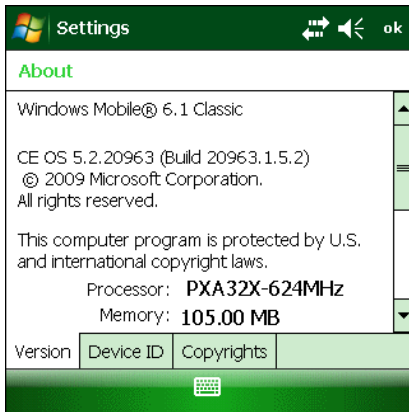 Settings
ok
About
Windows Mobile® 6.1 Classic
CE OS 5.2.20963 (Build 20963.1.5.2)
© 2009 Microsoft Corporation.
All rights reserved.
This computer program is protected by U.S.
and international copyright laws.
Processor: PXA32X-624MHz
Memory: 105.00 MB
Version Device ID Copyrights